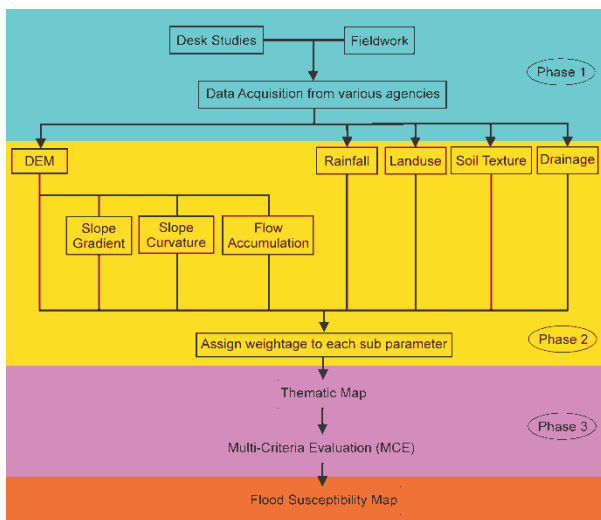 Desk Studies
Fieldwork
Phase 1
Data Acquisition from various agencies
DEM
Rainfall
Landuse
Soil Texture
Drainage
Slope
Gradient
Slope
Curvature
Flow
Accumulation
Assign weightage to each sub parameter
Phase 2
Thematic Map
Phase 3
Multi-Criteria Evaluation (MCE)
Flood Susceptibility Map